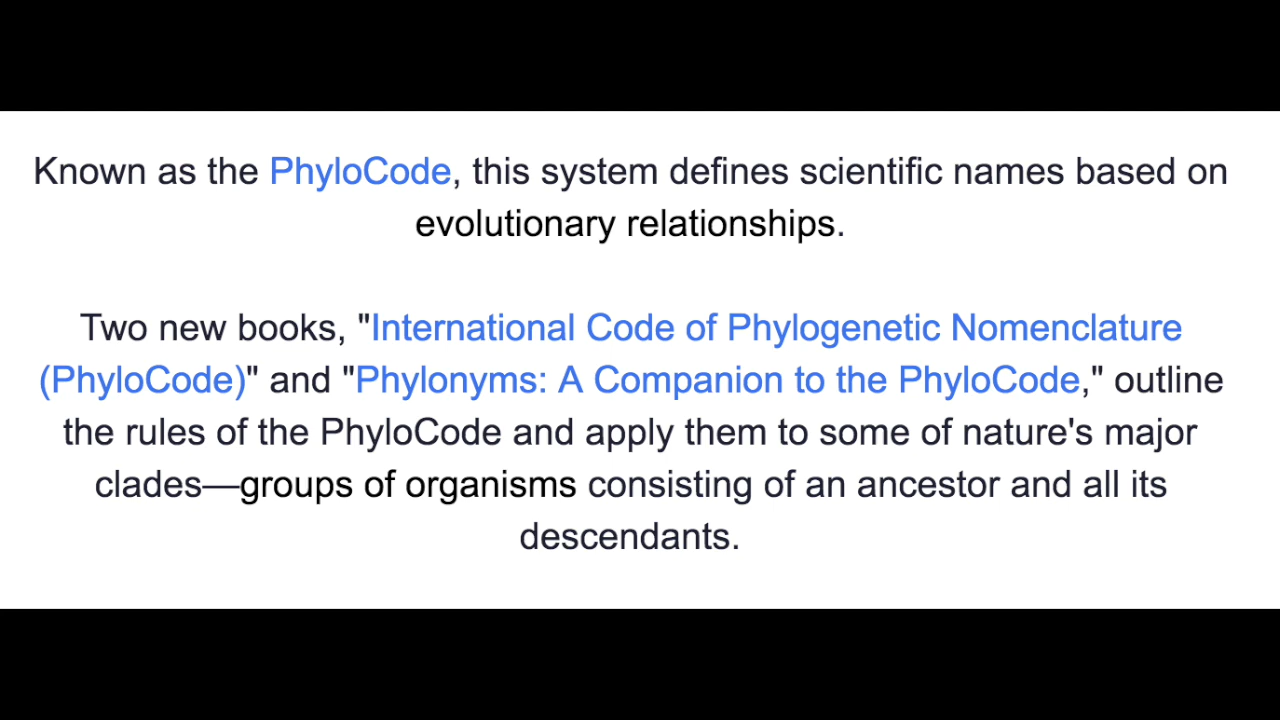 Known as the PhyloCode, this system defines scientific names based on
evolutionary relationships.
Two new books, "International Code of Phylogenetic Nomenclature
(PhyloCode)" and "Phylonyms: A Companion to the PhyloCode," outline
the rules of the PhyloCode and apply them to some of nature's major
clades—groups of organisms consisting of an ancestor and all its
descendants.